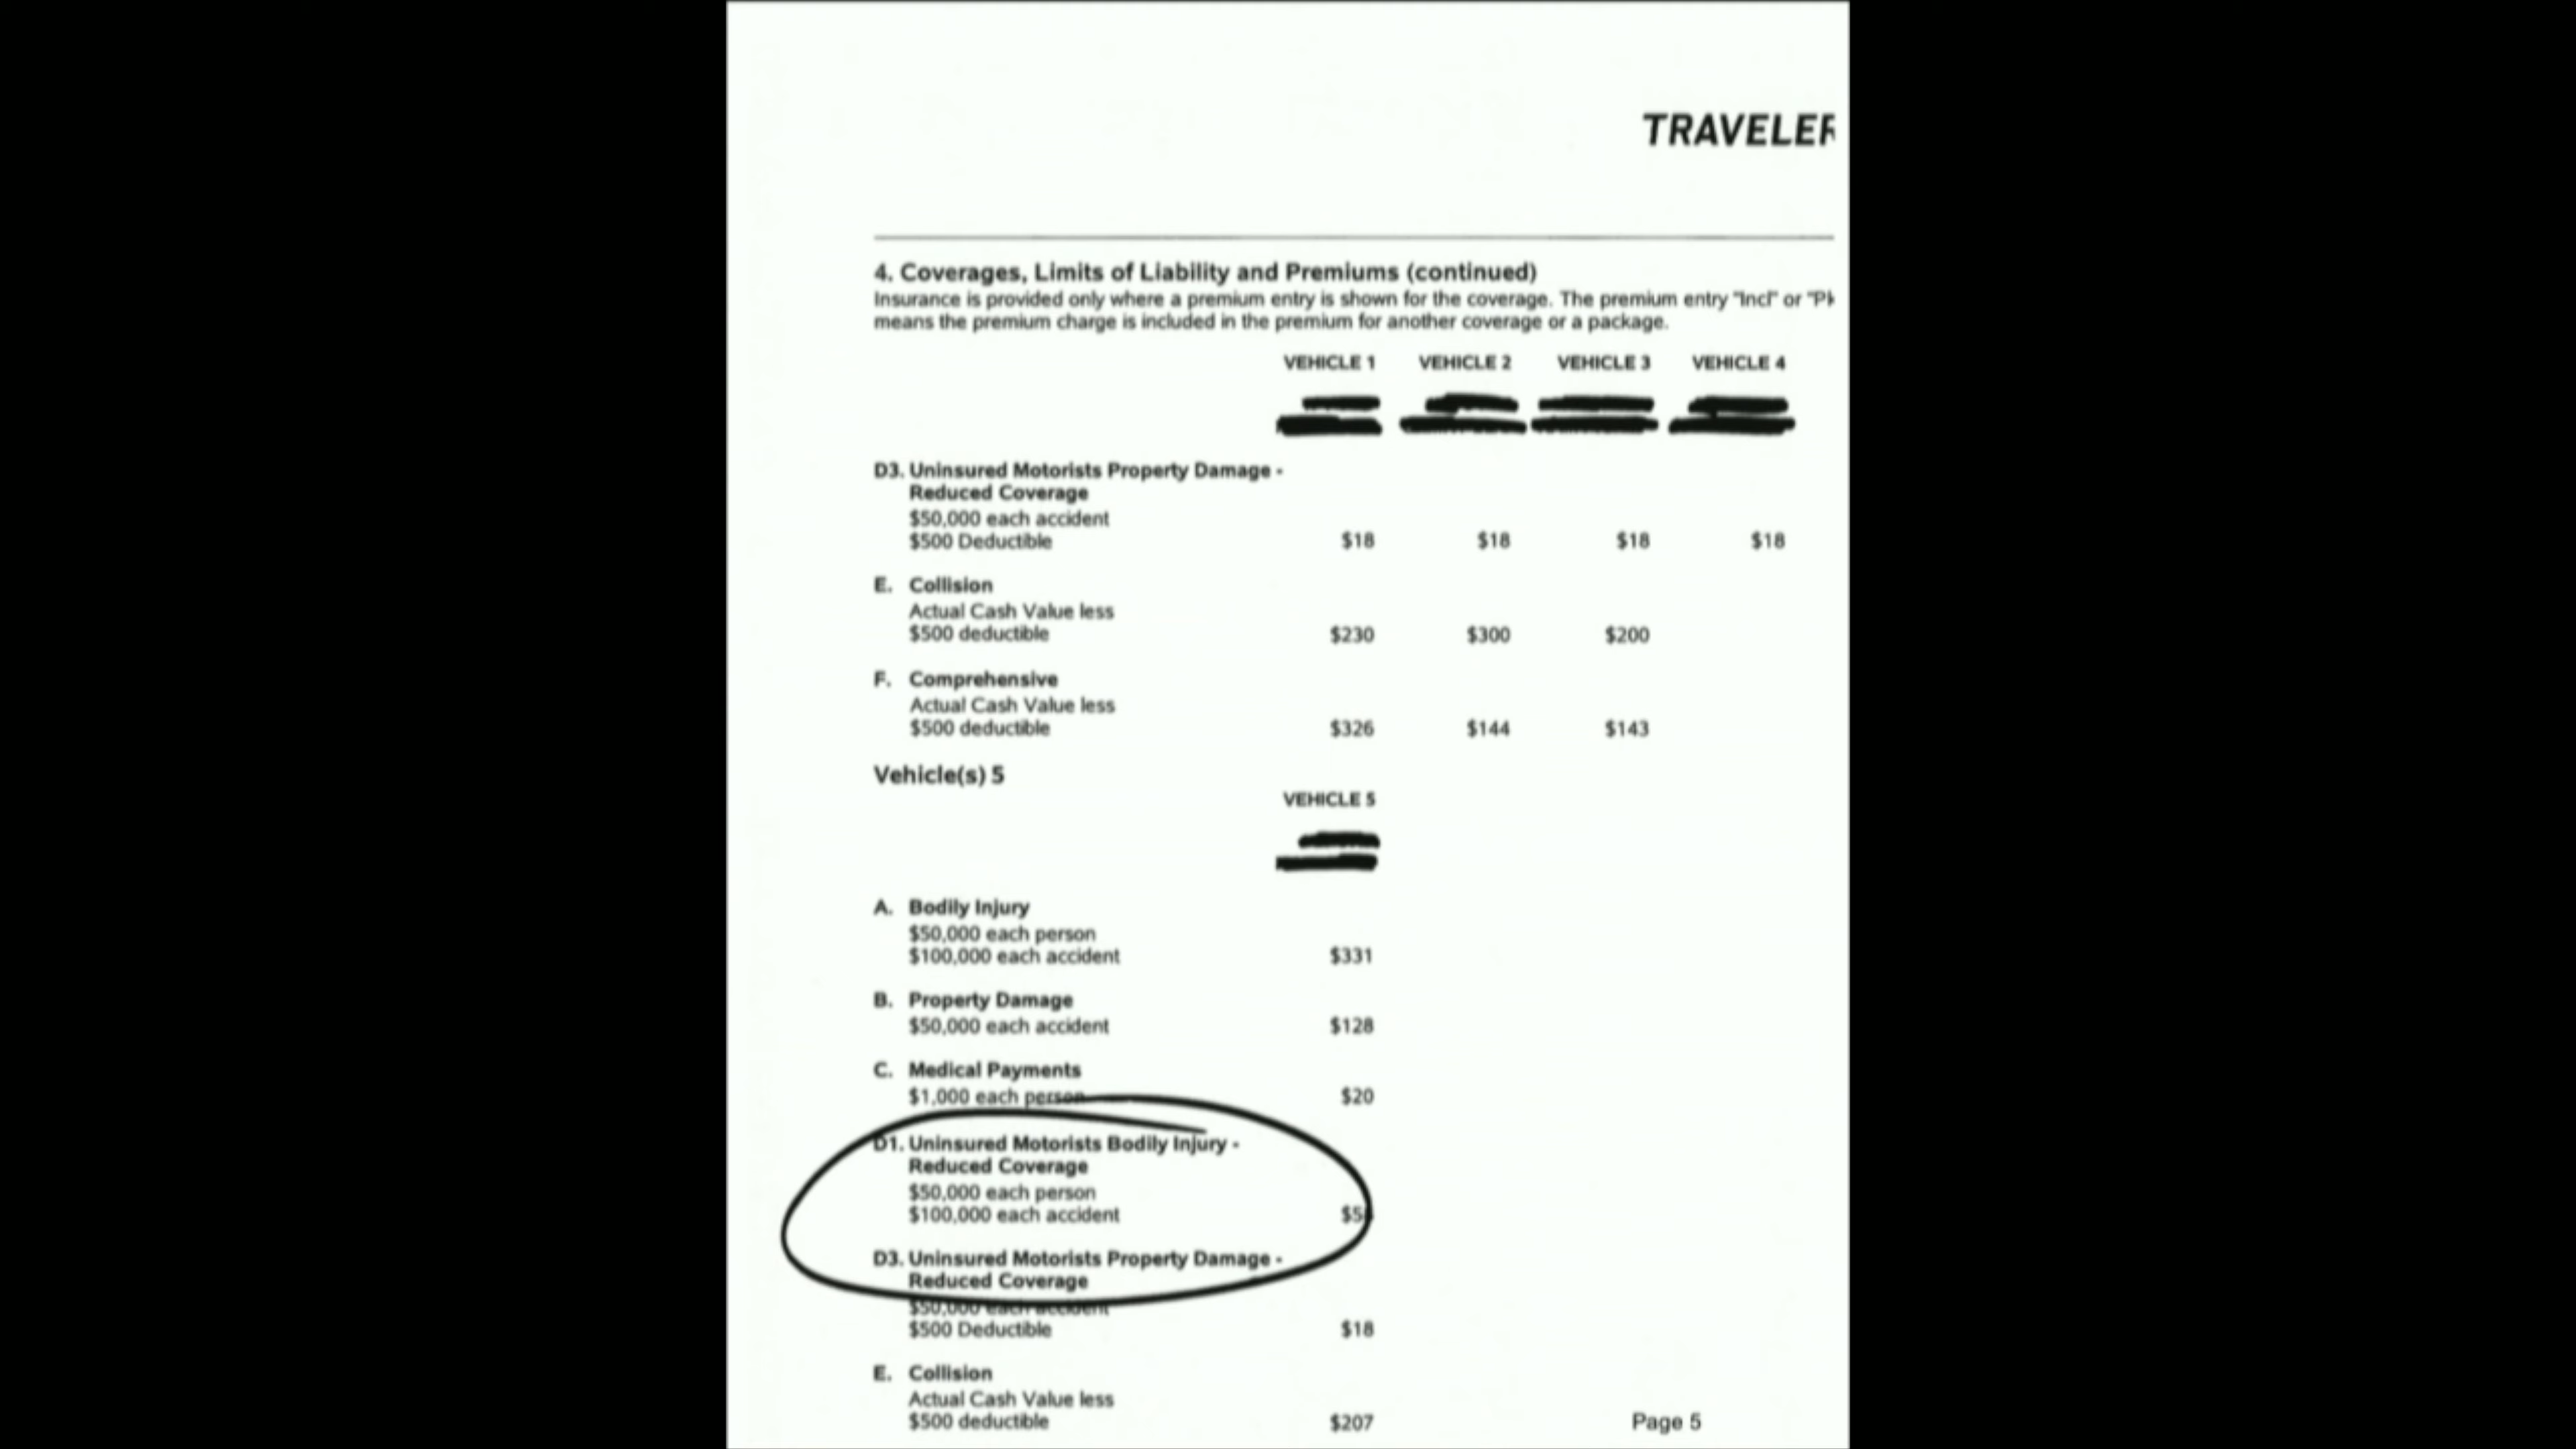 TRAVELER
4. Coverages, Limits of Liability and Premiums (continued)
Insurance is provided only where a premium entry is shown for the coverage. The premium entry "Incl" or "Pk
means the premium charge is included in the premium for another coverage or a package.
VEHICLE 1 VEHICLE 2 VEHICLE 3 VEHICLE 4
D3. Uninsured Motorists Property Damage -
Reduced Coverage
$50,000 each accident
$500 Deductible $18 $18 $18 $18
E. Collision
Actual Cash Value less
$500 deductible $230 $300 $200
F. Comprehensive
Actual Cash Value less
$500 deductible $326 $144 $143
Vehicle(s) 5
VEHICLE 5
A. Bodily Injury
$50,000 each person
$100,000 each accident $331
B. Property Damage
$50,000 each accident $128
C. Medical Payments
$1,000 each person $20
D1. Uninsured Motorists Bodily Injury -
Reduced Coverage
$50,000 each person
$100,000 each accident
D3. Uninsured Motorists Property Damage -
Reduced Coverage
$50,000 each accident
$500 Deductible $18
E. Collision
Actual Cash Value less
$500 deductible $207
Page 5